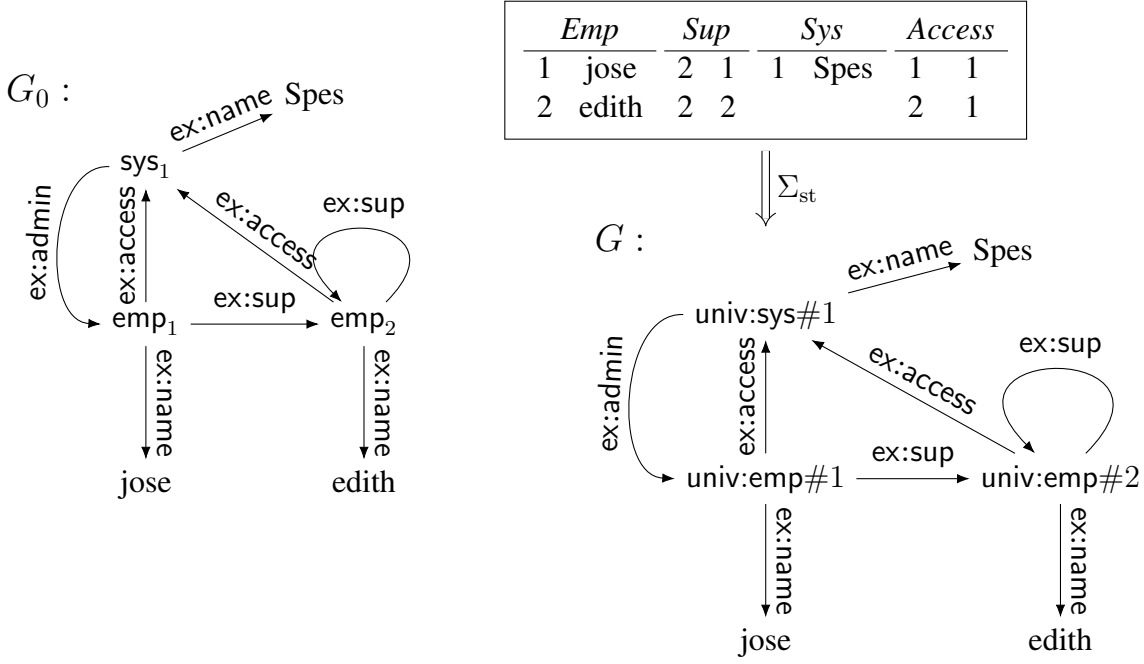 Emp Sup Sys Access
1 jose 2 1 1 Spes 1 1
2 edith 2 2 2 1
G₀ :
ex:name Spes
sys₁
ex:admin ex:access ex:access ex:sup
ex:sup
emp₁ emp₂
ex:name ex:name
jose edith
Σst
G :
ex:name Spes
univ:sys#1
ex:admin ex:access ex:access ex:sup
ex:sup
univ:emp#1 univ:emp#2
ex:name ex:name
jose edith